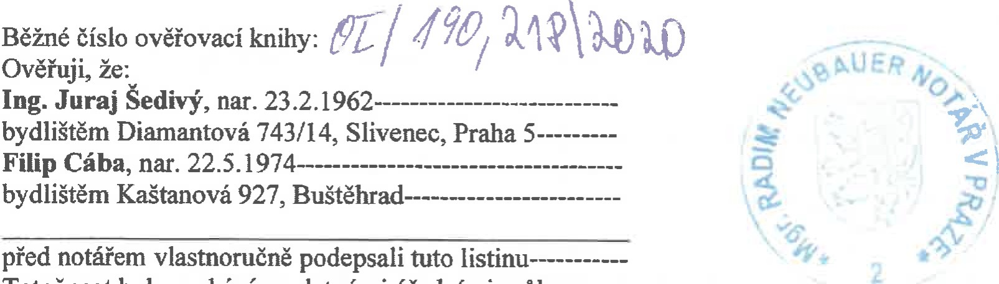 Běžné číslo ověřovací knihy: OI/190,218/2020
Ověřuji, že:
Ing. Juraj Šedivý, nar. 23.2.1962---------------------------
bydlištěm Diamantová 743/14, Slivenec, Praha 5---------
Filip Cába, nar. 22.5.1974------------------------------------
bydlištěm Kaštanová 927, Buštěhrad------------------------
před notářem vlastnoručně podepsali tuto listinu-----------
*Mgr. RADIM NEUBAUER NOTÁŘ V PRAZE*
2